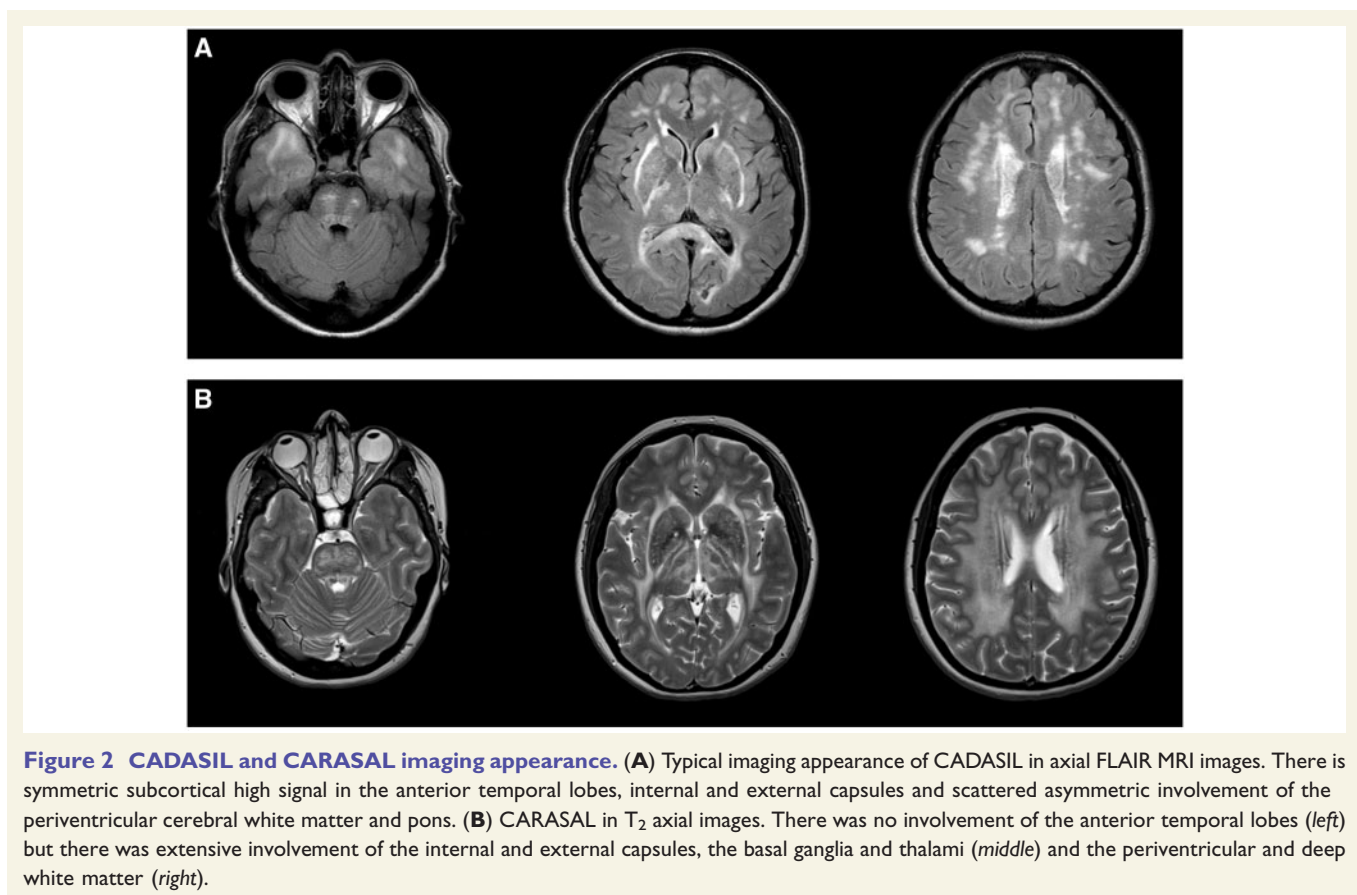 A
B
Figure 2 CADASIL and CARASAL imaging appearance. (A) Typical imaging appearance of CADASIL in axial FLAIR MRI images. There is
symmetric subcortical high signal in the anterior temporal lobes, internal and external capsules and scattered asymmetric involvement of the
periventricular cerebral white matter and pons. (B) CARASAL in T₂ axial images. There was no involvement of the anterior temporal lobes (left)
but there was extensive involvement of the internal and external capsules, the basal ganglia and thalami (middle) and the periventricular and deep
white matter (right).